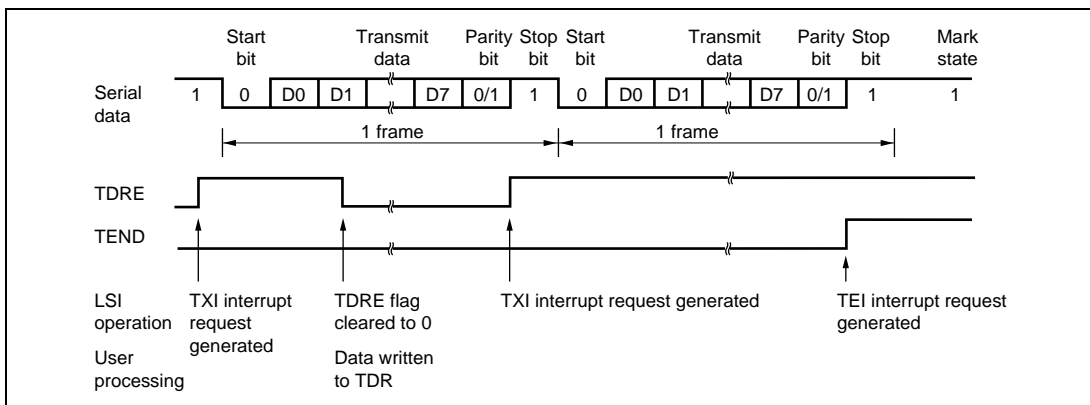 Start bit Transmit data Parity bit Stop bit Start bit Transmit data Parity bit Stop bit Mark state
Serial data 1 0 D0 D1 D7 0/1 1 0 D0 D1 D7 0/1 1 1
1 frame 1 frame
TDRE
TEND
LSI operation TXI interrupt request generated TDRE flag cleared to 0 TXI interrupt request generated TEI interrupt request generated
User processing Data written to TDR